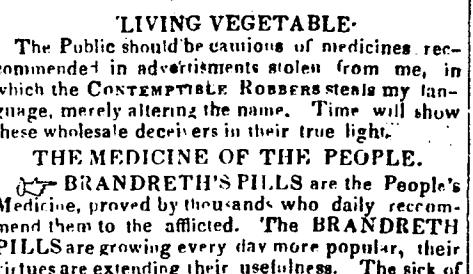 'LIVING VEGETABLE·
The Public should be cautious of medicines rec-
ommended in advertisments stolen from me, in
which the CONTEMPTIBLE ROBBERS steals my lan-
guage, merely altering the name. Time will show
these wholesale deceivers in their true light.
THE MEDICINE OF THE PEOPLE.
☞ BRANDRETH'S PILLS are the People's
Medicine, proved by thousands who daily reccom-
mend them to the afflicted. The BRANDRETH
PILLS are growing every day more popular, their
virtues are extending their usefulness. The sick of